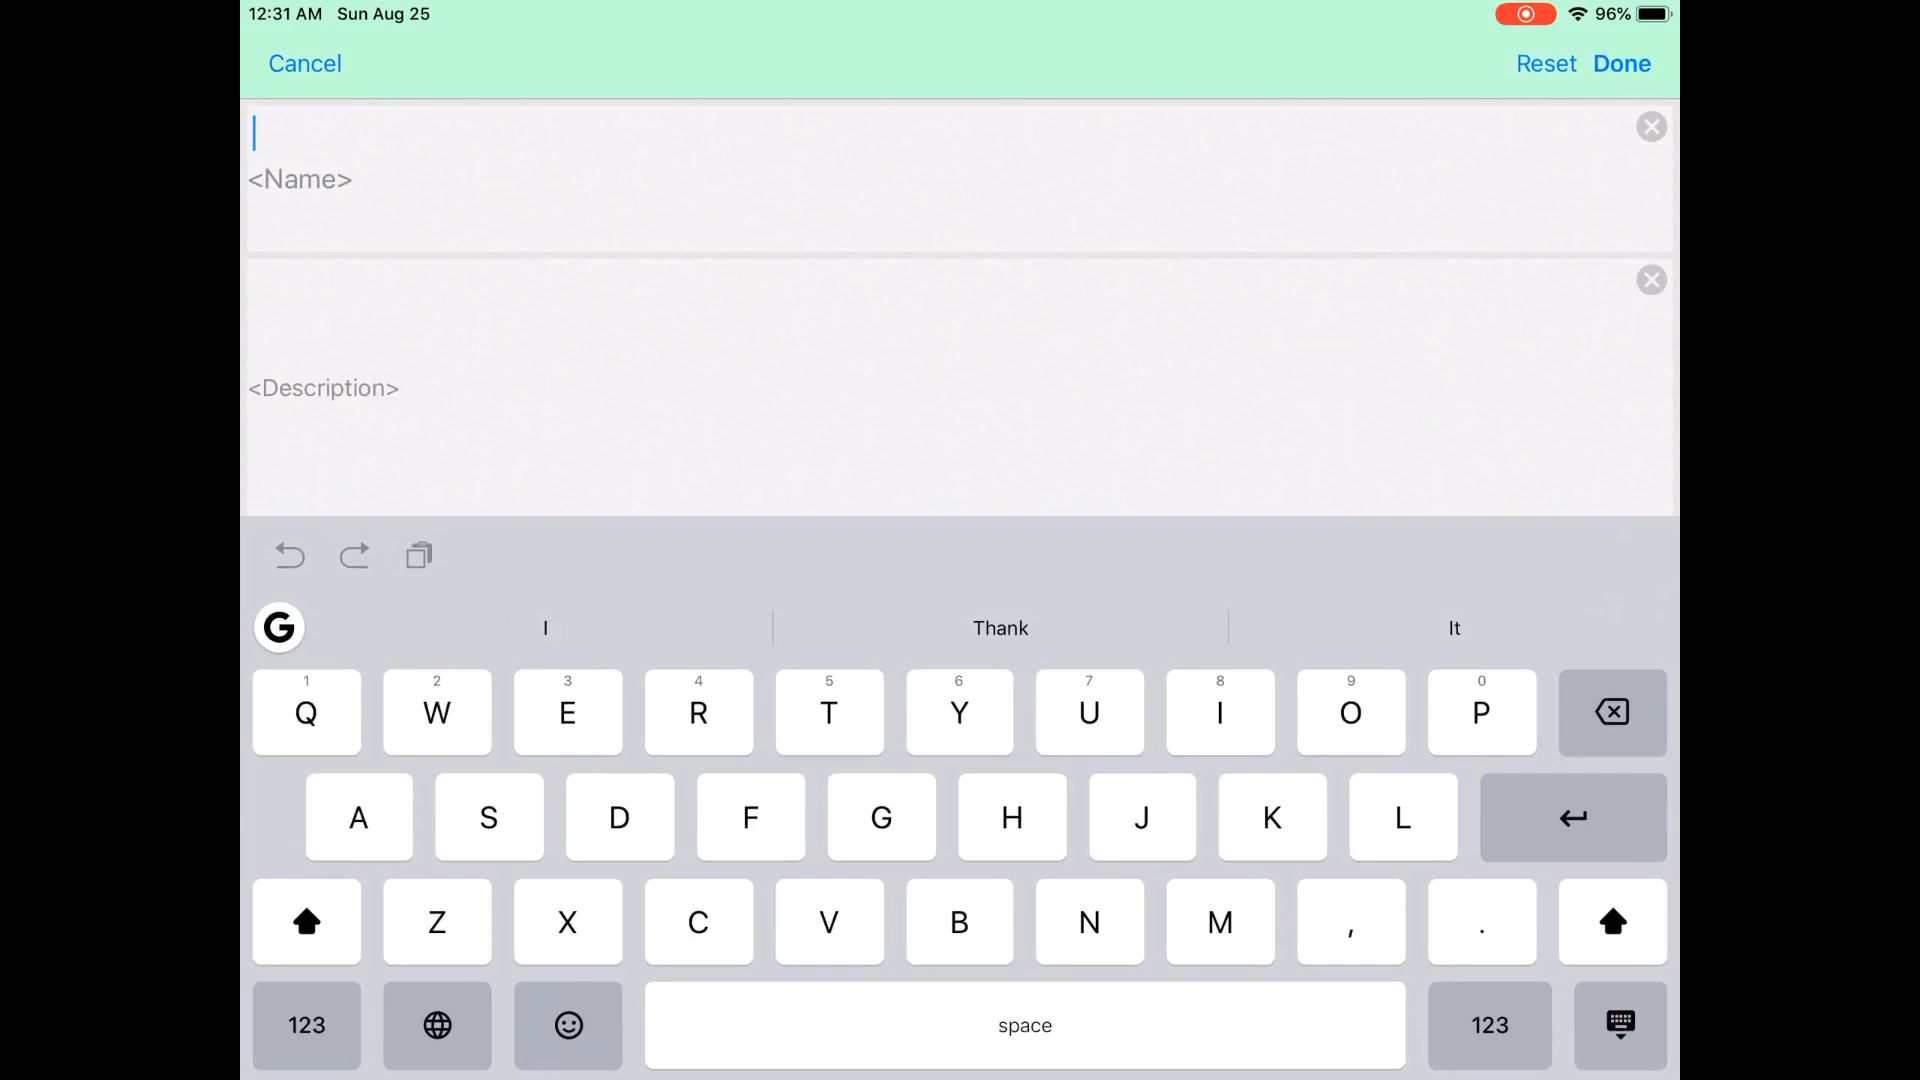 12:31 AM Sun Aug 25 96%
Cancel Reset Done
<Name>
<Description>
G I Thank It
1 2 3 4 5 6 7 8 9 0
Q W E R T Y U I O P
A S D F G H J K L
Z X C V B N M , .
123 space 123